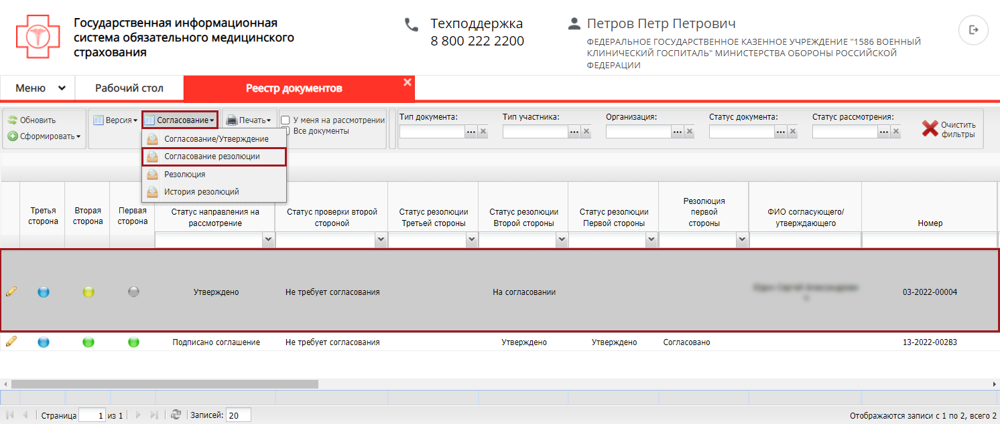 Государственная информационная
система обязательного медицинского
страхования
Техподдержка
8 800 222 2200
Петров Петр Петрович
ФЕДЕРАЛЬНОЕ ГОСУДАРСТВЕННОЕ КАЗЕННОЕ УЧРЕЖДЕНИЕ "1586 ВОЕННЫЙ
КЛИНИЧЕСКИЙ ГОСПИТАЛЬ" МИНИСТЕРСТВА ОБОРОНЫ РОССИЙСКОЙ
ФЕДЕРАЦИИ
Меню Рабочий стол Реестр документов
Обновить Версия Согласование Печать У меня на рассмотрении
Сформировать Все документы
Тип документа: Тип участника: Организация: Статус документа: Статус рассмотрения:
Очистить
фильтры
Согласование/Утверждение
Согласование резолюции
Резолюция
История резолюций
Третья
сторона
Вторая
сторона
Первая
сторона
Статус направления на
рассмотрение
Статус проверки второй
стороной
Статус резолюции
Третьей стороны
Статус резолюции
Второй стороны
Статус резолюции
Первой стороны
Резолюция
первой
стороны
ФИО согласующего/
утверждающего
Номер
Утверждено Не требует согласования На согласовании 03-2022-00004
Подписано соглашение Не требует согласования Утверждено Утверждено Согласовано 13-2022-00283
Страница 1 из 1 Записей: 20 Отображаются записи с 1 по 2, всего 2